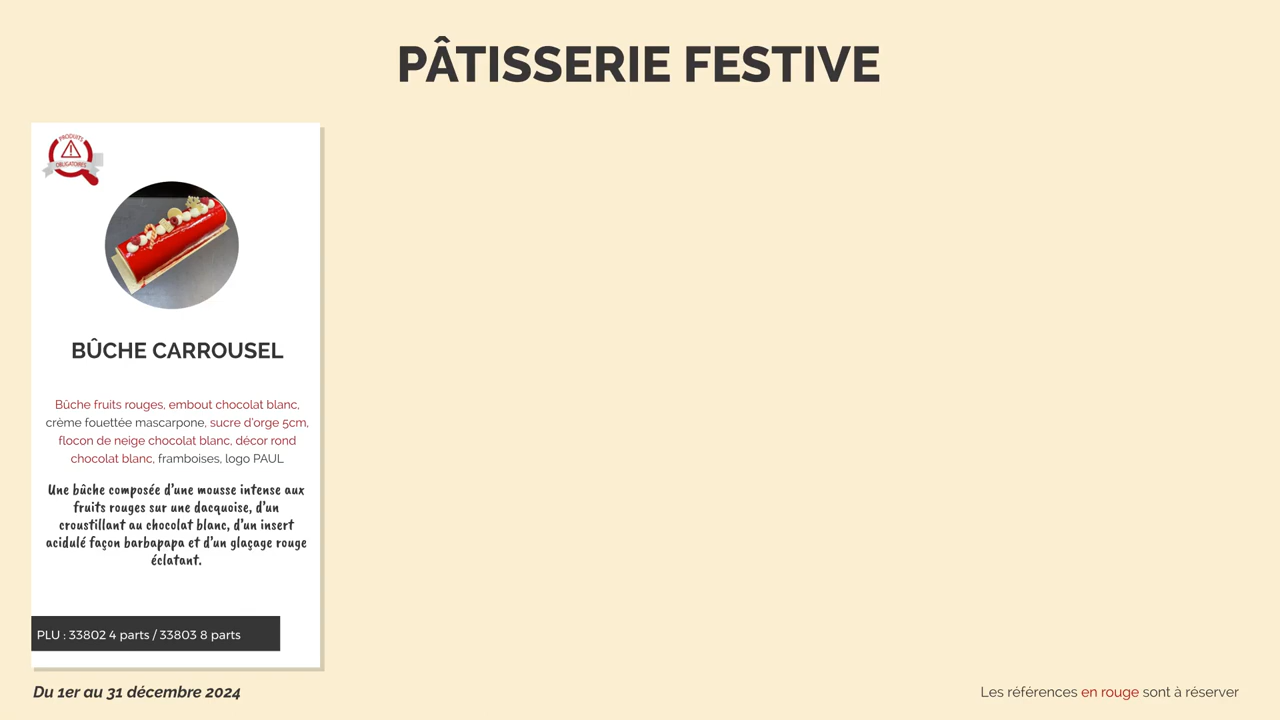 PÂTISSERIE FESTIVE
PRODUITS
OBLIGATOIRES
BÛCHE CARROUSEL
Bûche fruits rouges, embout chocolat blanc,
crème fouettée mascarpone, sucre d'orge 5cm,
flocon de neige chocolat blanc, décor rond
chocolat blanc, framboises, logo PAUL
Une bûche composée d'une mousse intense aux
fruits rouges sur une dacquoise, d'un
croustillant au chocolat blanc, d'un insert
acidulé façon barbapapa et d'un glaçage rouge
éclatant.
PLU : 33802 4 parts / 33803 8 parts
Du 1er au 31 décembre 2024
Les références en rouge sont à réserver